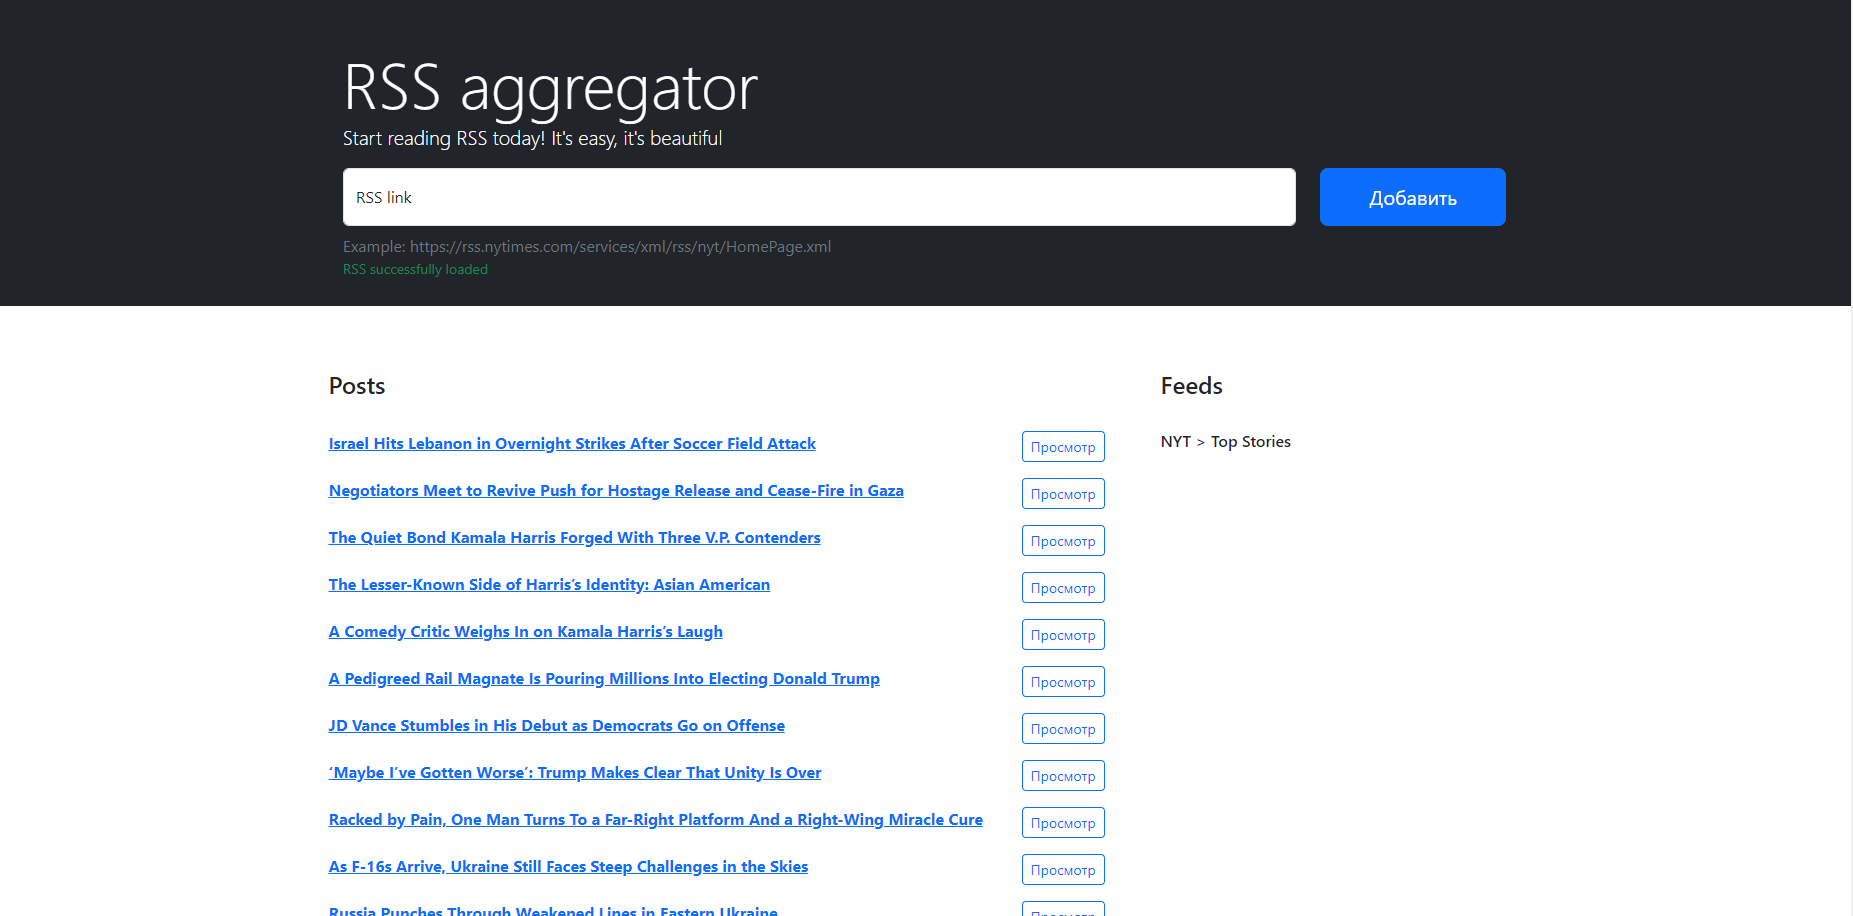 RSS aggregator
Start reading RSS today! It's easy, it's beautiful
RSS link
Добавить
Example: https://rss.nytimes.com/services/xml/rss/nyt/HomePage.xml
RSS successfully loaded
Posts
Israel Hits Lebanon in Overnight Strikes After Soccer Field Attack
Просмотр
Negotiators Meet to Revive Push for Hostage Release and Cease-Fire in Gaza
Просмотр
The Quiet Bond Kamala Harris Forged With Three V.P. Contenders
Просмотр
The Lesser-Known Side of Harris’s Identity: Asian American
Просмотр
A Comedy Critic Weighs In on Kamala Harris’s Laugh
Просмотр
A Pedigreed Rail Magnate Is Pouring Millions Into Electing Donald Trump
Просмотр
JD Vance Stumbles in His Debut as Democrats Go on Offense
Просмотр
‘Maybe I’ve Gotten Worse’: Trump Makes Clear That Unity Is Over
Просмотр
Racked by Pain, One Man Turns To a Far-Right Platform And a Right-Wing Miracle Cure
Просмотр
As F-16s Arrive, Ukraine Still Faces Steep Challenges in the Skies
Просмотр
Russia Punches Through Weakened Lines in Eastern Ukraine
Просмотр
Feeds
NYT > Top Stories